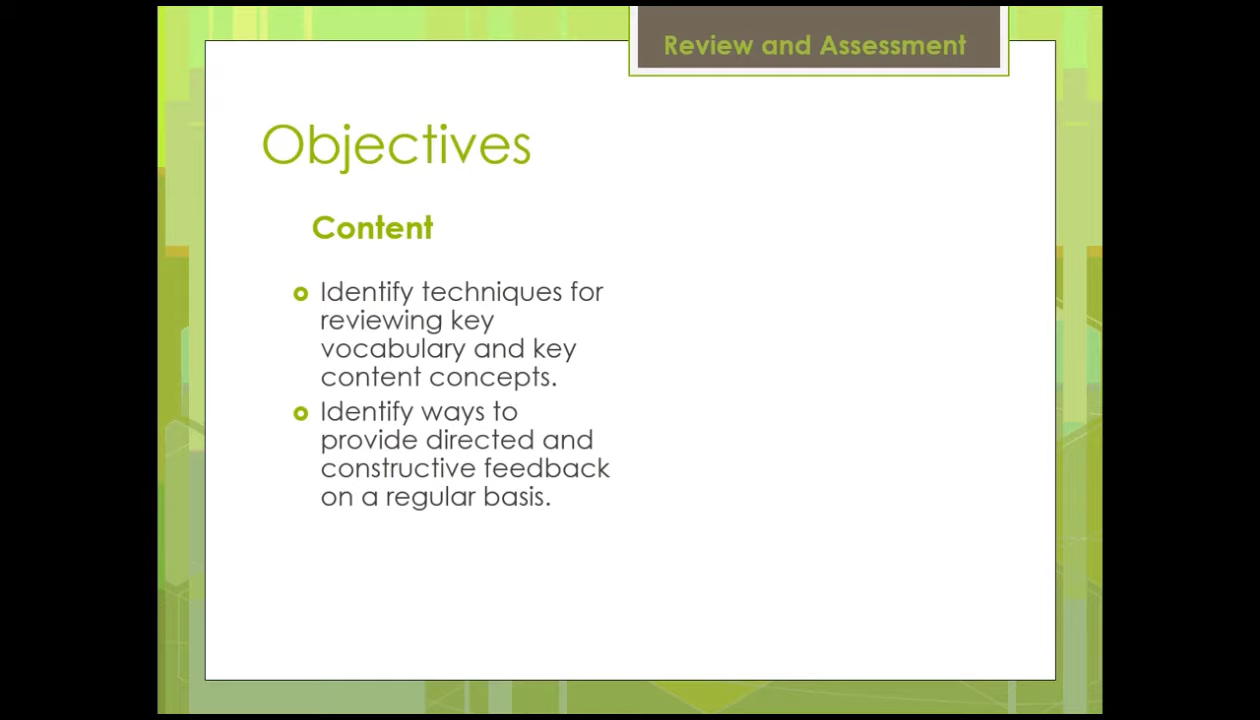 Review and Assessment
Objectives
Content
Identify techniques for
reviewing key
vocabulary and key
content concepts.
Identify ways to
provide directed and
constructive feedback
on a regular basis.